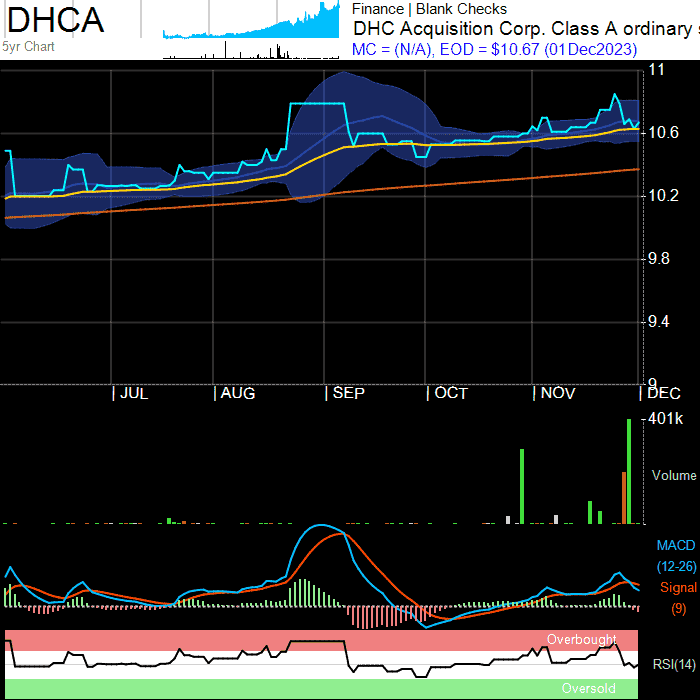 DHCA
5yr Chart
Finance | Blank Checks
DHC Acquisition Corp. Class A ordinary s
MC = (N/A), EOD = $10.67 (01Dec2023)
11
10.6
10.2
9.8
9.4
9
JUL AUG SEP OCT NOV DEC
401k
Volume
MACD
(12-26)
Signal
(9)
Overbought
RSI(14)
Oversold